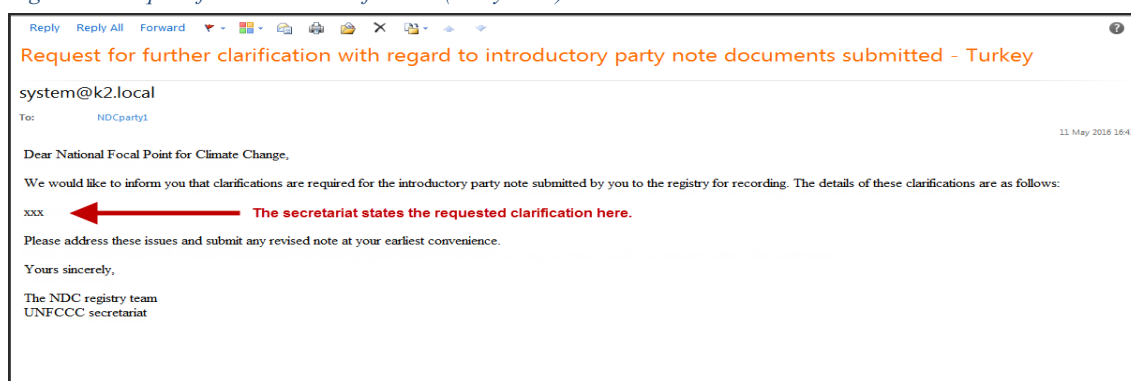 Reply Reply All Forward
Request for further clarification with regard to introductory party note documents submitted - Turkey
system@k2.local
To: NDCparty1
11 May 2016 16:4
Dear National Focal Point for Climate Change,
We would like to inform you that clarifications are required for the introductory party note submitted by you to the registry for recording. The details of these clarifications are as follows:
xxx The secretariat states the requested clarification here.
Please address these issues and submit any revised note at your earliest convenience.
Yours sincerely,
The NDC registry team
UNFCCC secretariat